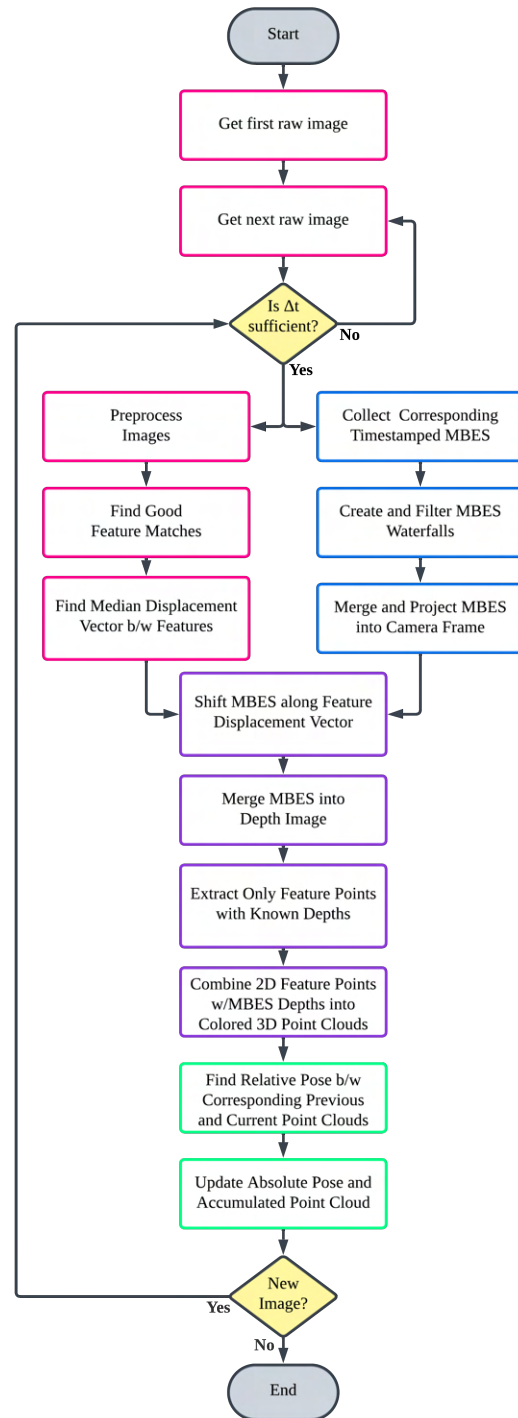 Start
Get first raw image
Get next raw image
Is Δt
sufficient?
No
Yes
Preprocess
Images
Collect Corresponding
Timestamped MBES
Find Good
Feature Matches
Create and Filter MBES
Waterfalls
Find Median Displacement
Vector b/w Features
Merge and Project MBES
into Camera Frame
Shift MBES along Feature
Displacement Vector
Merge MBES into
Depth Image
Extract Only Feature Points
with Known Depths
Combine 2D Feature Points
w/MBES Depths into
Colored 3D Point Clouds
Find Relative Pose b/w
Corresponding Previous
and Current Point Clouds
Update Absolute Pose and
Accumulated Point Cloud
New
Image?
Yes
No
End